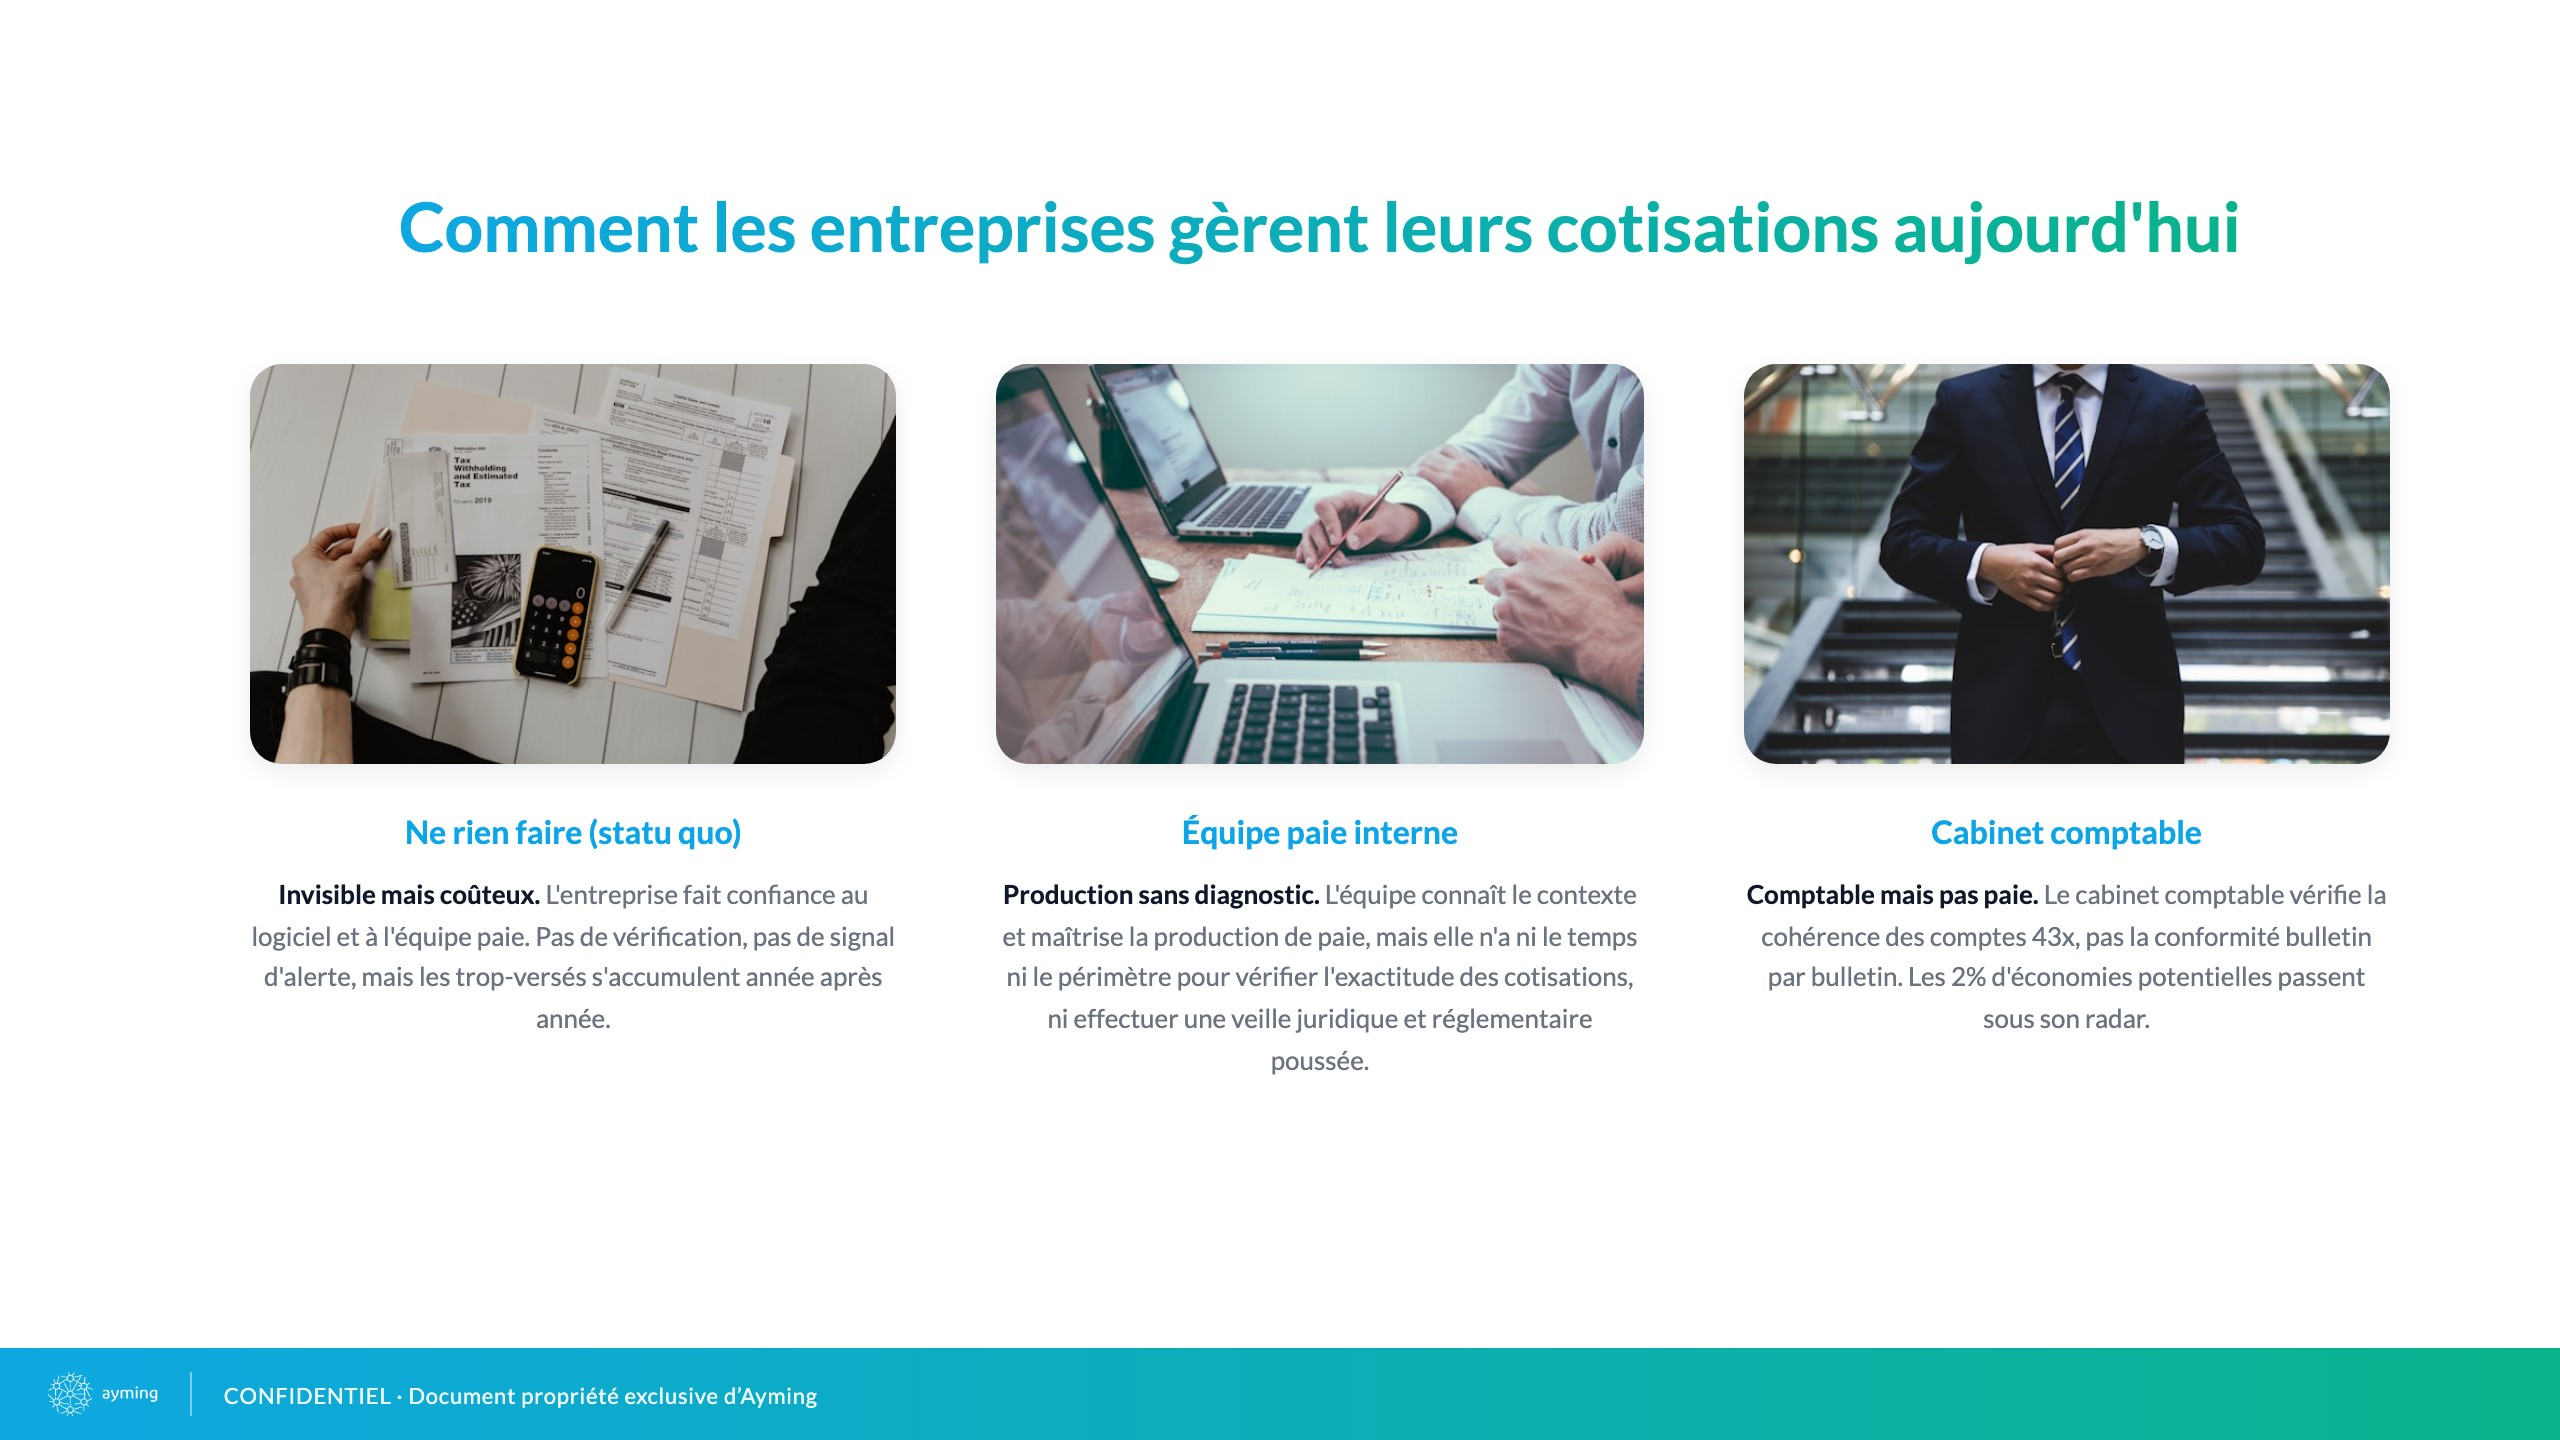 Comment les entreprises gèrent leurs cotisations aujourd'hui
Tax
Withholding
and Estimated
Tax
For use in 2019
Contents
Ne rien faire (statu quo)
Invisible mais coûteux. L'entreprise fait confiance au
logiciel et à l'équipe paie. Pas de vérification, pas de signal
d'alerte, mais les trop-versés s'accumulent année après
année.
Équipe paie interne
Production sans diagnostic. L'équipe connaît le contexte
et maîtrise la production de paie, mais elle n'a ni le temps
ni le périmètre pour vérifier l'exactitude des cotisations,
ni effectuer une veille juridique et réglementaire
poussée.
Cabinet comptable
Comptable mais pas paie. Le cabinet comptable vérifie la
cohérence des comptes 43x, pas la conformité bulletin
par bulletin. Les 2% d'économies potentielles passent
sous son radar.
ayming
CONFIDENTIEL · Document propriété exclusive d’Ayming